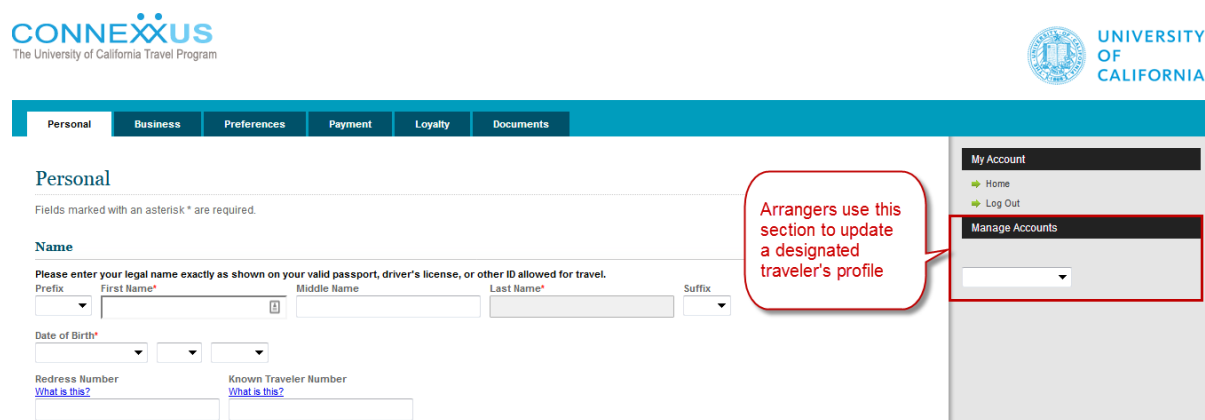 CONNEXXUS
The University of California Travel Program
UNIVERSITY
OF
CALIFORNIA
Personal Business Preferences Payment Loyalty Documents
Personal
Fields marked with an asterisk * are required.
Name
Please enter your legal name exactly as shown on your valid passport, driver's license, or other ID allowed for travel.
Prefix First Name* Middle Name Last Name* Suffix
Date of Birth*
Redress Number Known Traveler Number
What is this? What is this?
Arrangers use this
section to update
a designated
traveler's profile
My Account
Home
Log Out
Manage Accounts